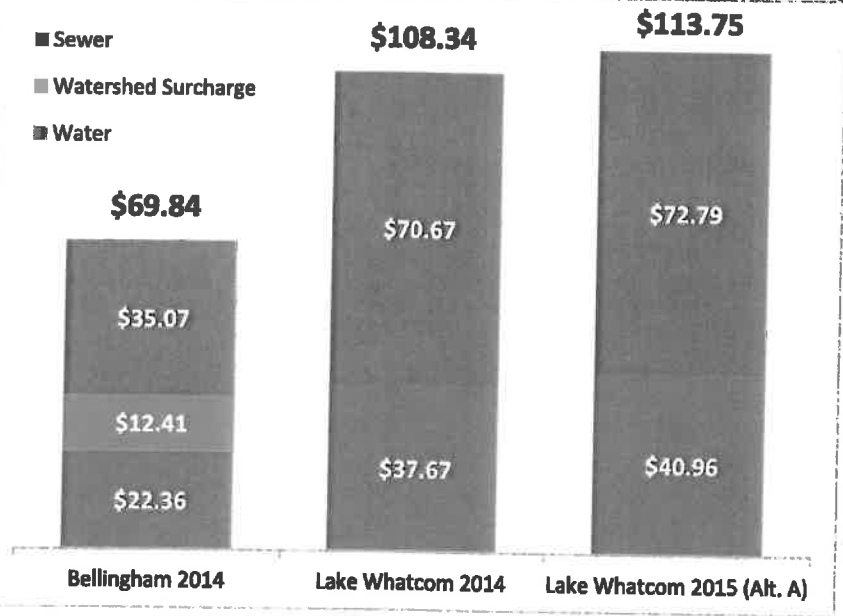 Sewer
Watershed Surcharge
Water
$69.84
$108.34
$113.75
$35.07
$12.41
$22.36
$70.67
$37.67
$72.79
$40.96
Bellingham 2014
Lake Whatcom 2014
Lake Whatcom 2015 (Alt. A)